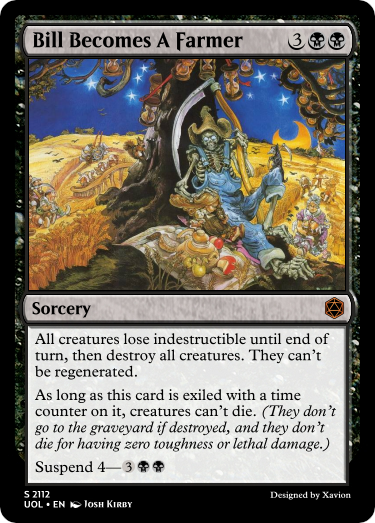 Bill Becomes A Farmer 3
Sorcery
All creatures lose indestructible until end of
turn, then destroy all creatures. They can't
be regenerated.
As long as this card is exiled with a time
counter on it, creatures can't die. (They don't
go to the graveyard if destroyed, and they don't
die for having zero toughness or lethal damage.)
Suspend 4—3
S 2112
UOL • EN Josh Kirby
Designed by Xavion